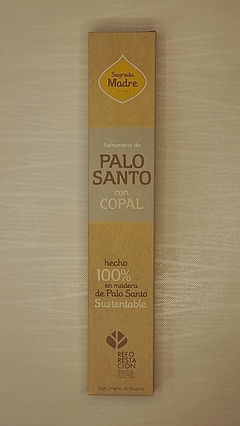 Sagrada
Madre
Sahumerio de
PALO
SANTO
con
COPAL
hecho
100%
en madera
de Palo Santo
Sustentable
REFO
RESTA
CION
Sahumerio Artesanal